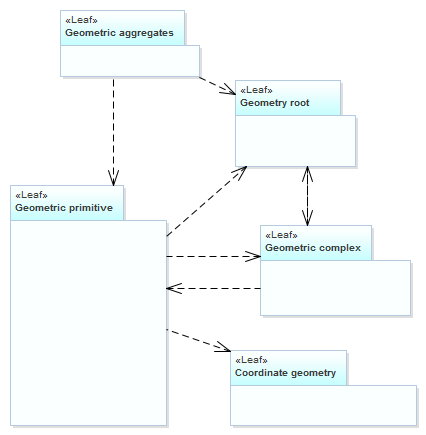 «Leaf»
Geometric aggregates
«Leaf»
Geometry root
«Leaf»
Geometric primitive
«Leaf»
Geometric complex
«Leaf»
Coordinate geometry